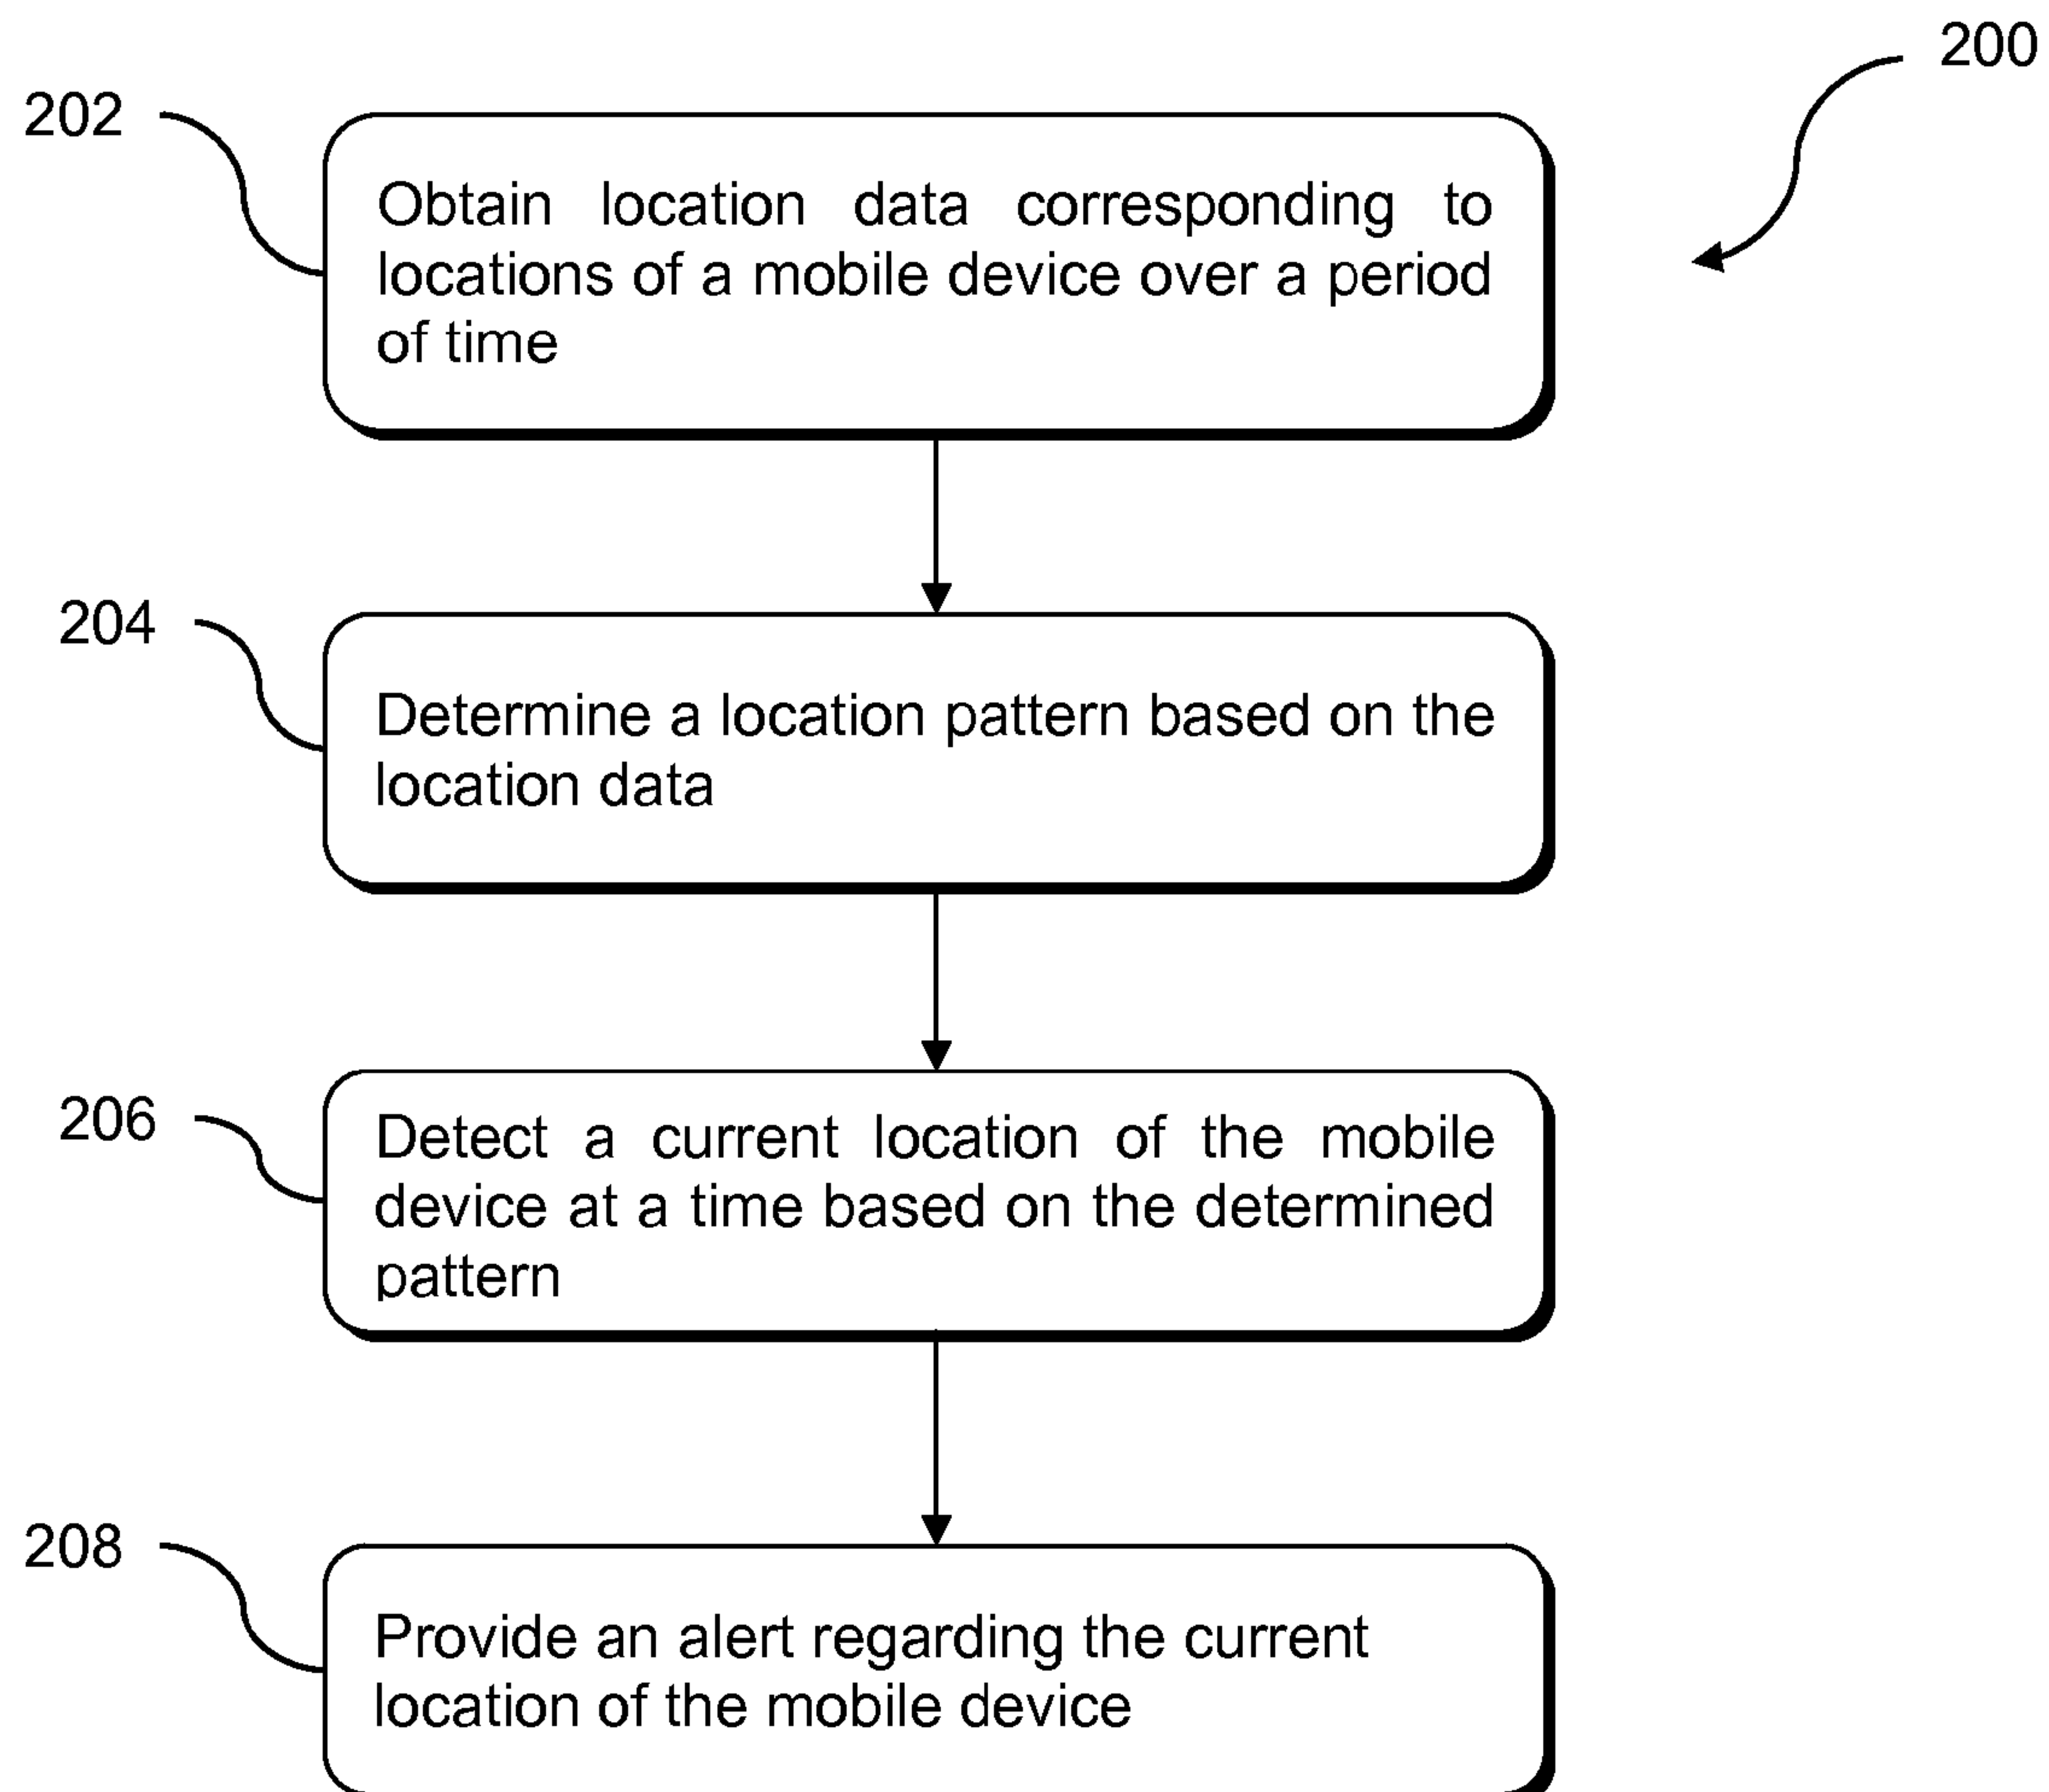 200
202
Obtain location data corresponding to
locations of a mobile device over a period
of time
204
Determine a location pattern based on the
location data
206
Detect a current location of the mobile
device at a time based on the determined
pattern
208
Provide an alert regarding the current
location of the mobile device